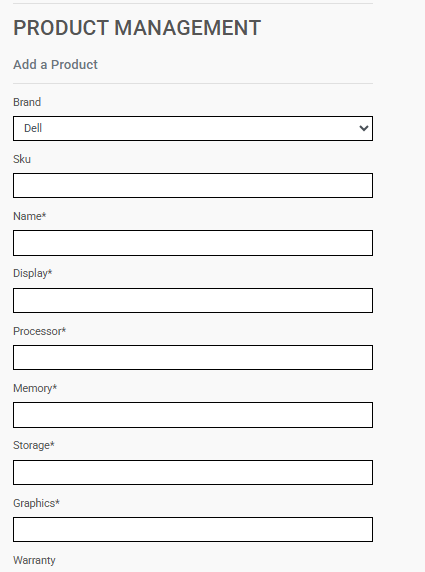 PRODUCT MANAGEMENT
Add a Product
Brand
Dell
Sku
Name*
Display*
Processor*
Memory*
Storage*
Graphics*
Warranty